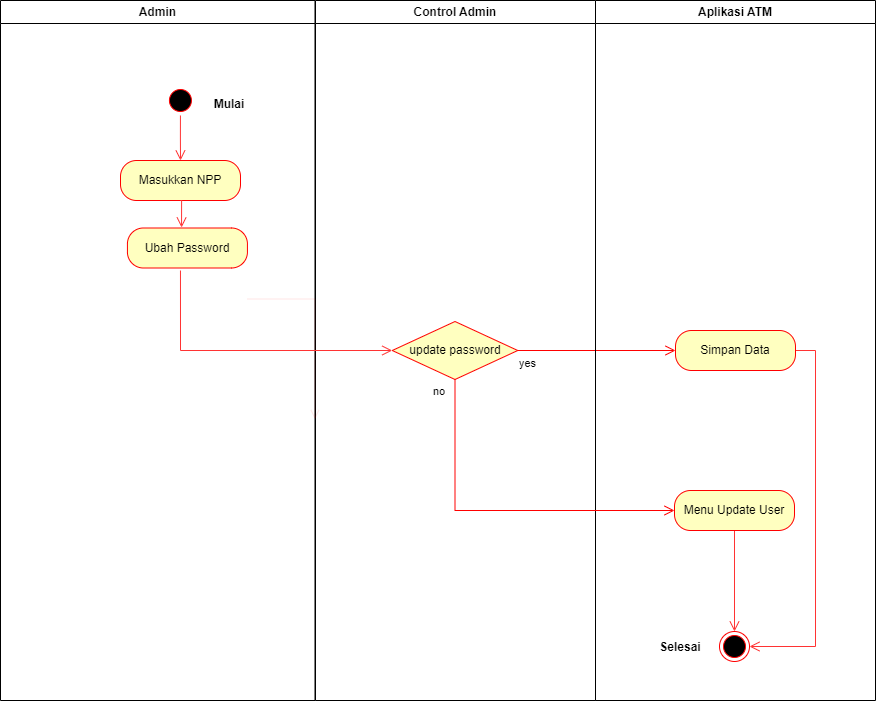 Admin
Control Admin
Aplikasi ATM
Mulai
Masukkan NPP
Ubah Password
update password
yes
Simpan Data
no
Menu Update User
Selesai